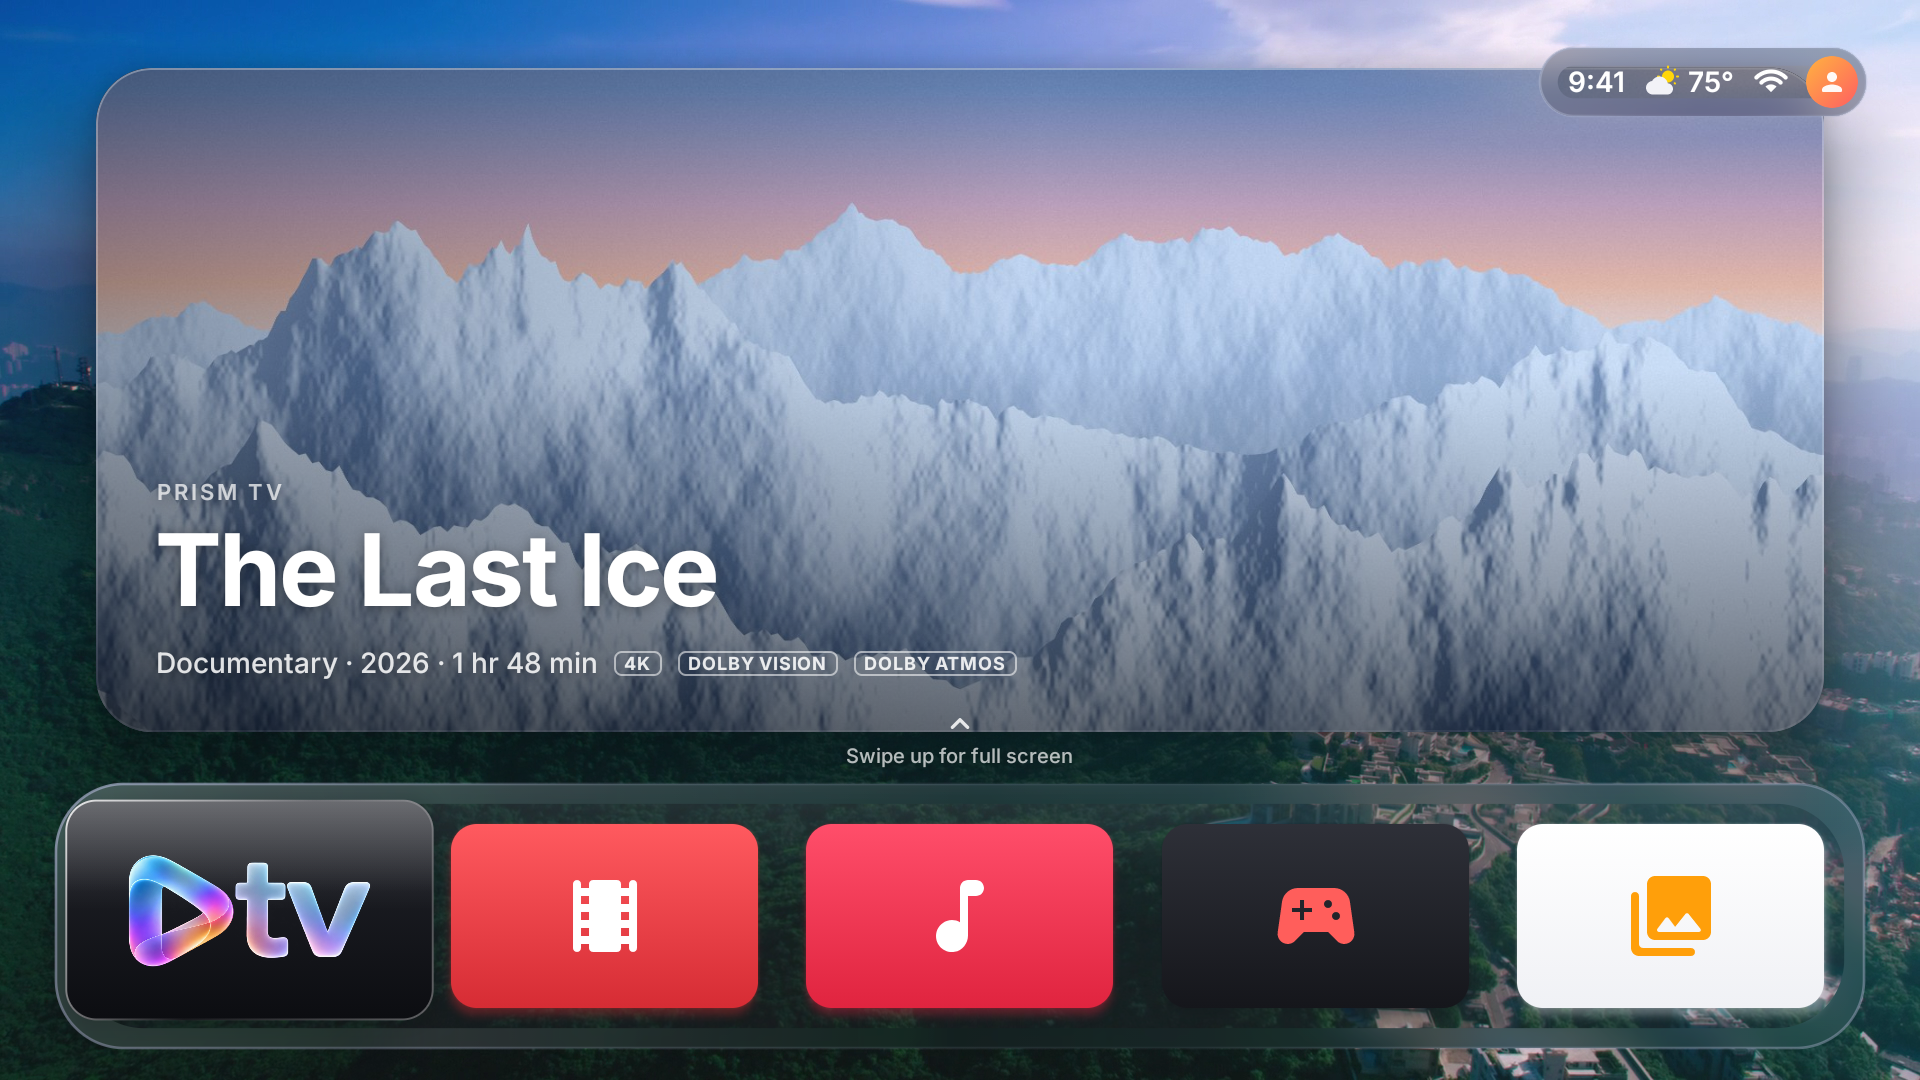 9:41 75°
PRISM TV
The Last Ice
Documentary · 2026 · 1 hr 48 min 4K DOLBY VISION DOLBY ATMOS
Swipe up for full screen
tv